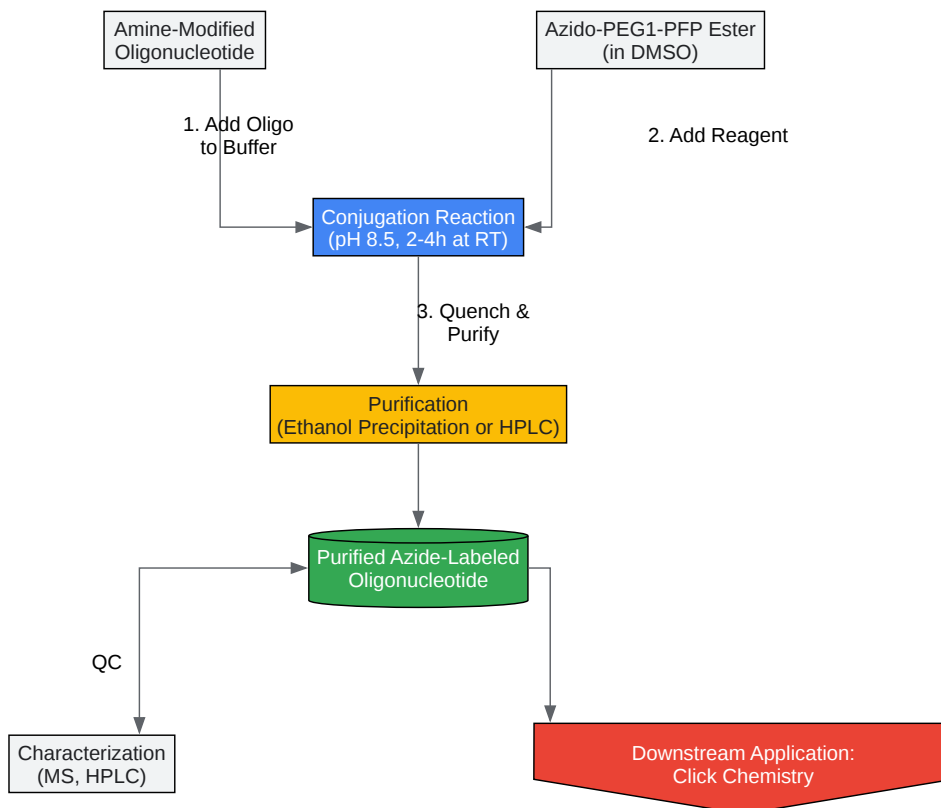 Amine-Modified
Oligonucleotide
Azido-PEG1-PFP Ester
(in DMSO)
1. Add Oligo
to Buffer
2. Add Reagent
Conjugation Reaction
(pH 8.5, 2-4h at RT)
3. Quench &
Purify
Purification
(Ethanol Precipitation or HPLC)
Purified Azide-Labeled
Oligonucleotide
QC
Characterization
(MS, HPLC)
Downstream Application:
Click Chemistry